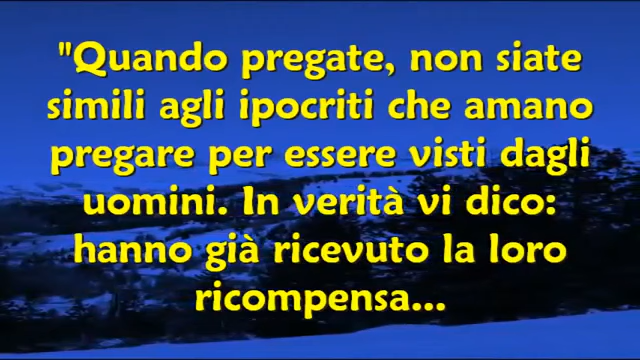 "Quando pregate, non siate
simili agli ipocriti che amano
pregare per essere visti dagli
uomini. In verità vi dico:
hanno già ricevuto la loro
ricompensa...